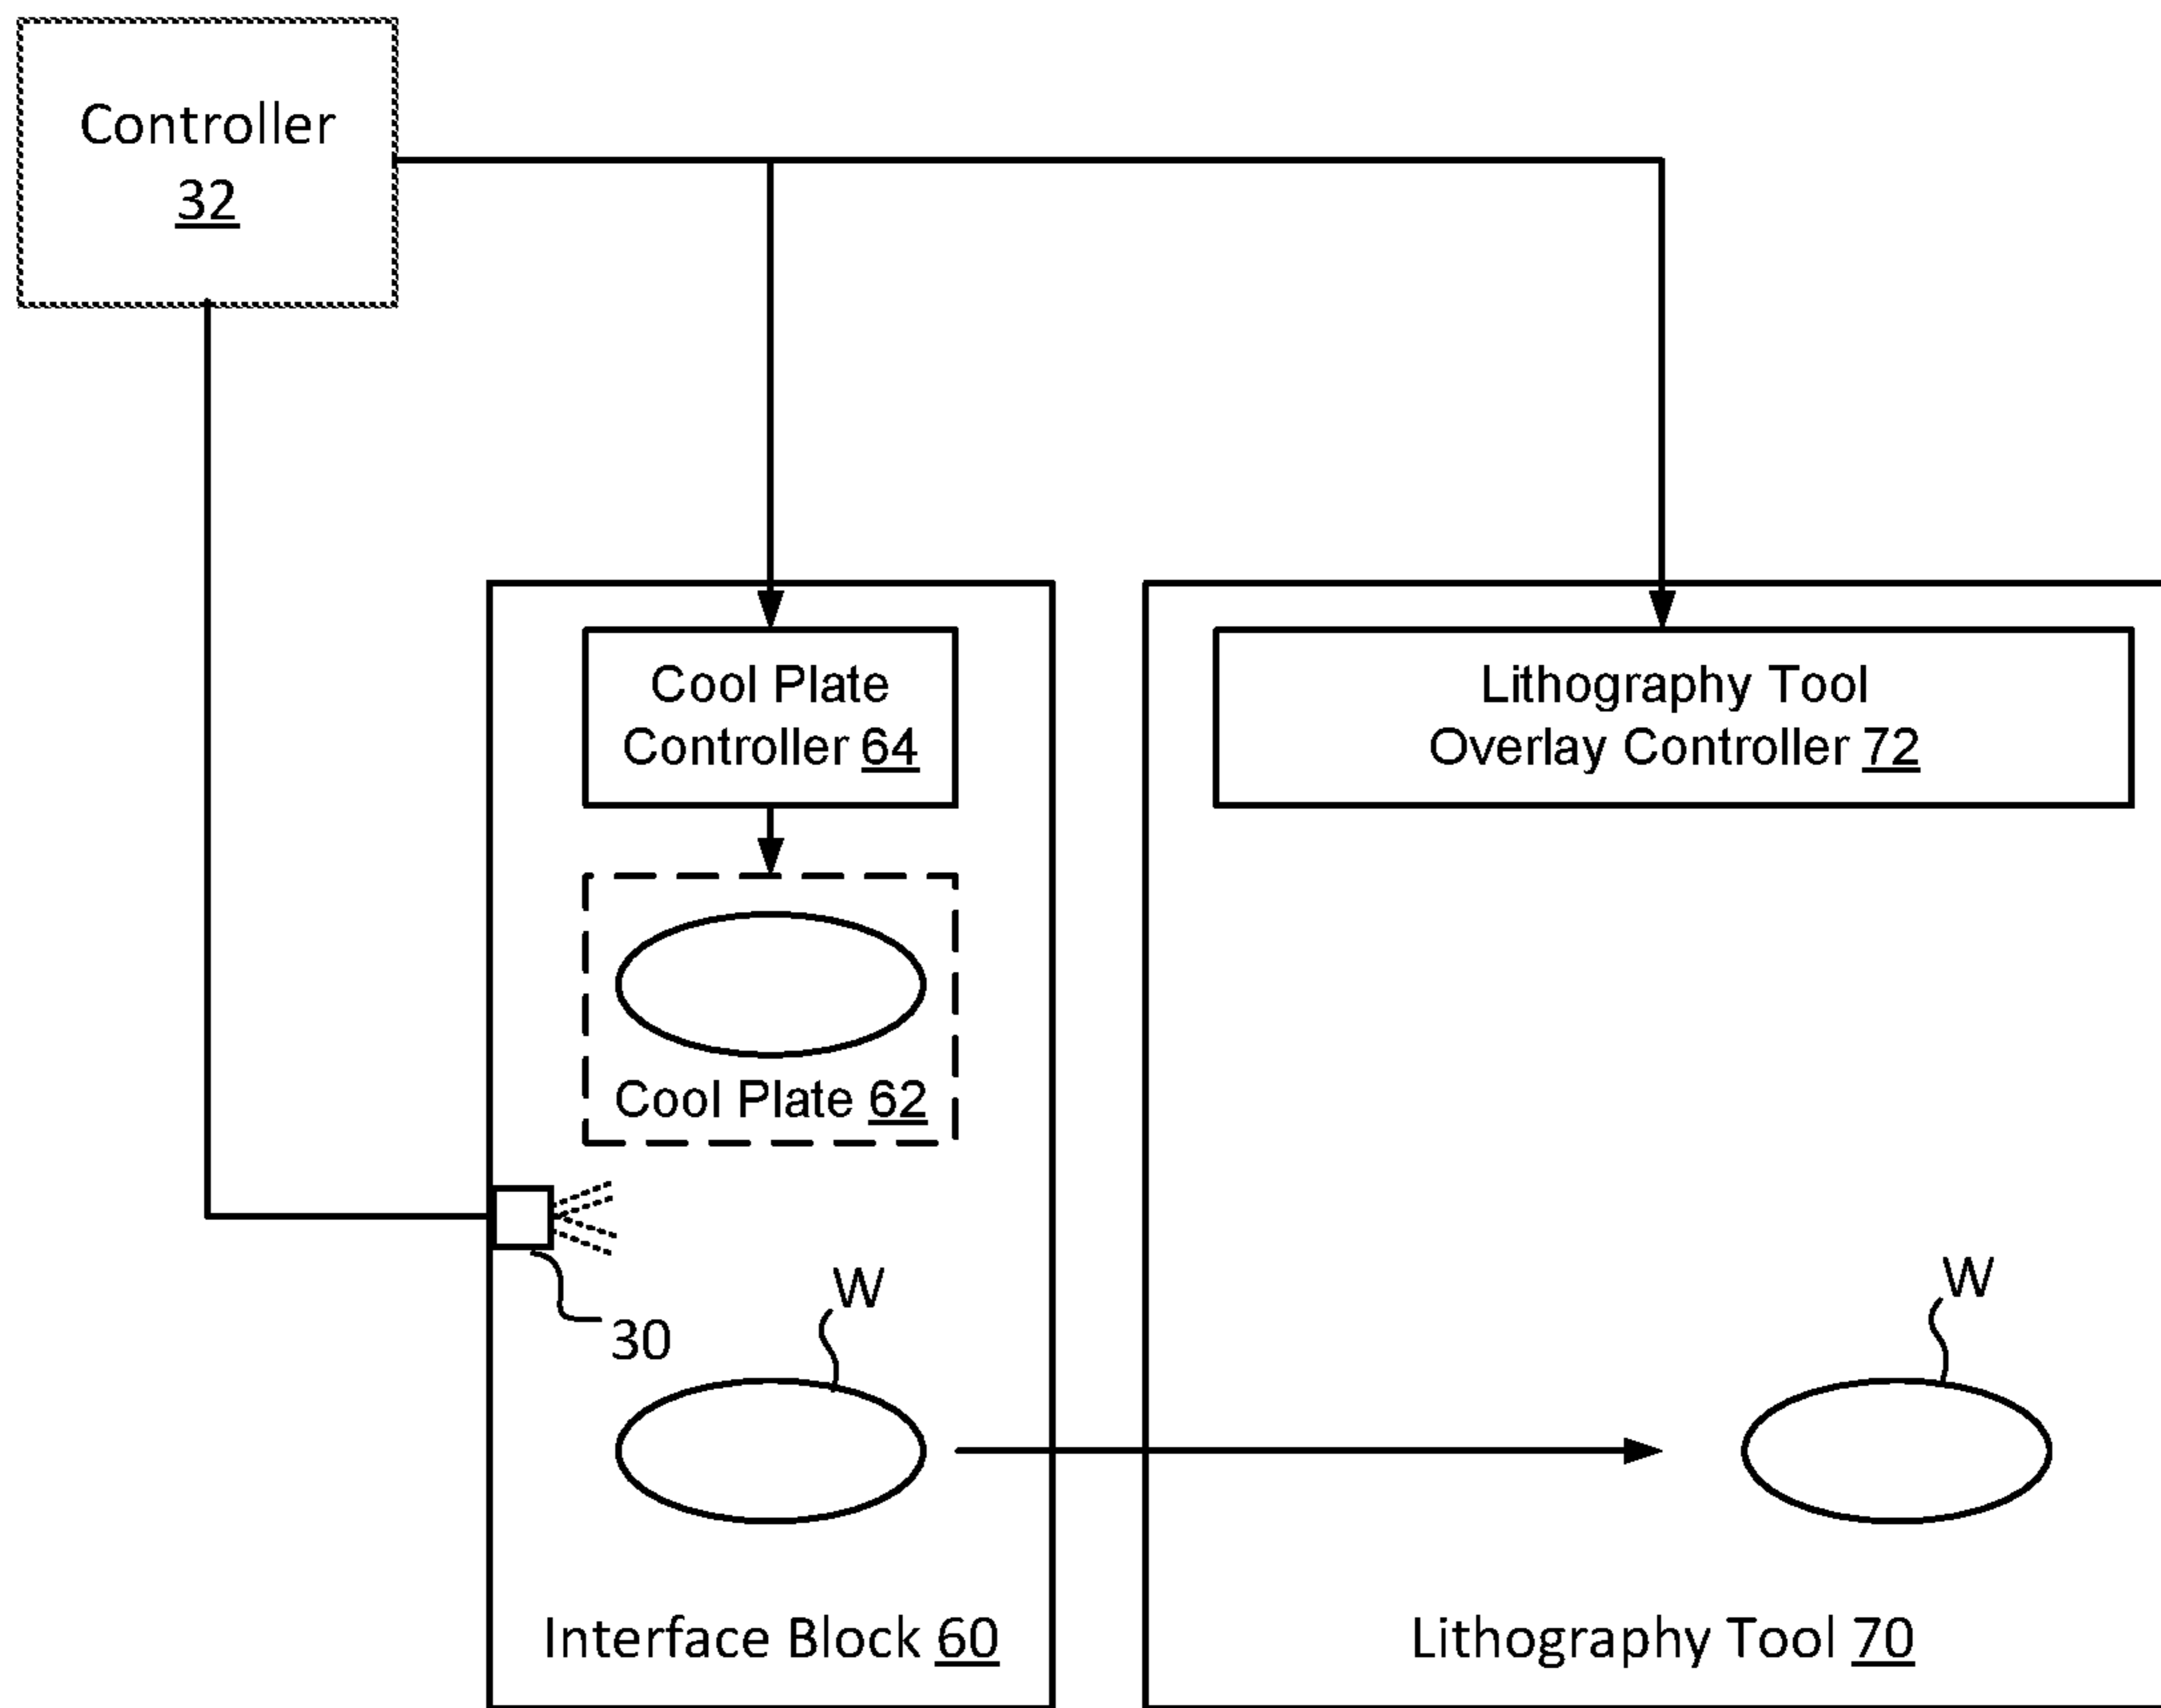 Controller
32
Cool Plate
Controller 64
Lithography Tool
Overlay Controller 72
Cool Plate 62
30
W
W
Interface Block 60
Lithography Tool 70